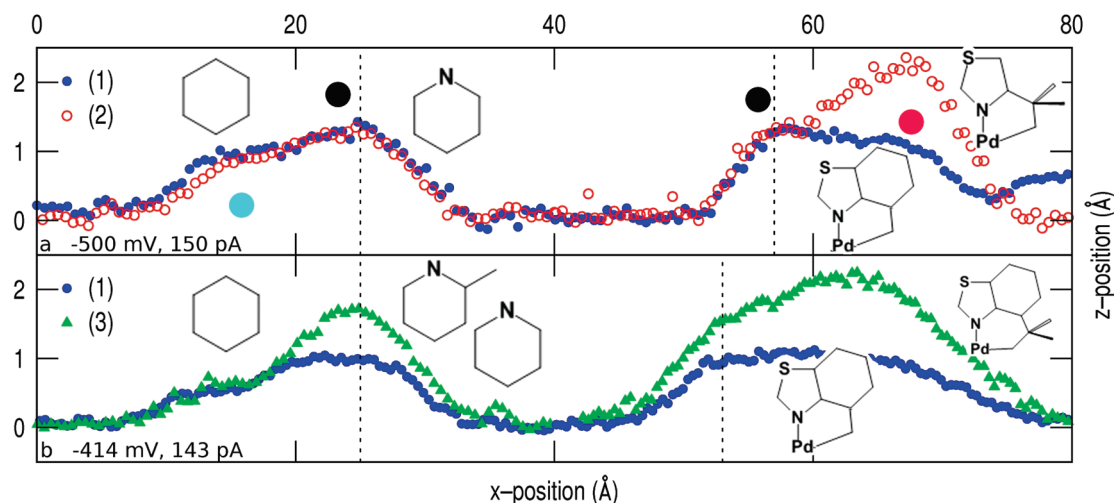 0 20 40 60 80
2
1
0
(1)
(2)
N
S
N
Pd
S
N
Pd
a -500 mV, 150 pA
2
1
0
(1)
(3)
N
N
S
N
Pd
S
N
Pd
b -414 mV, 143 pA
z–position (Å)
x–position (Å)